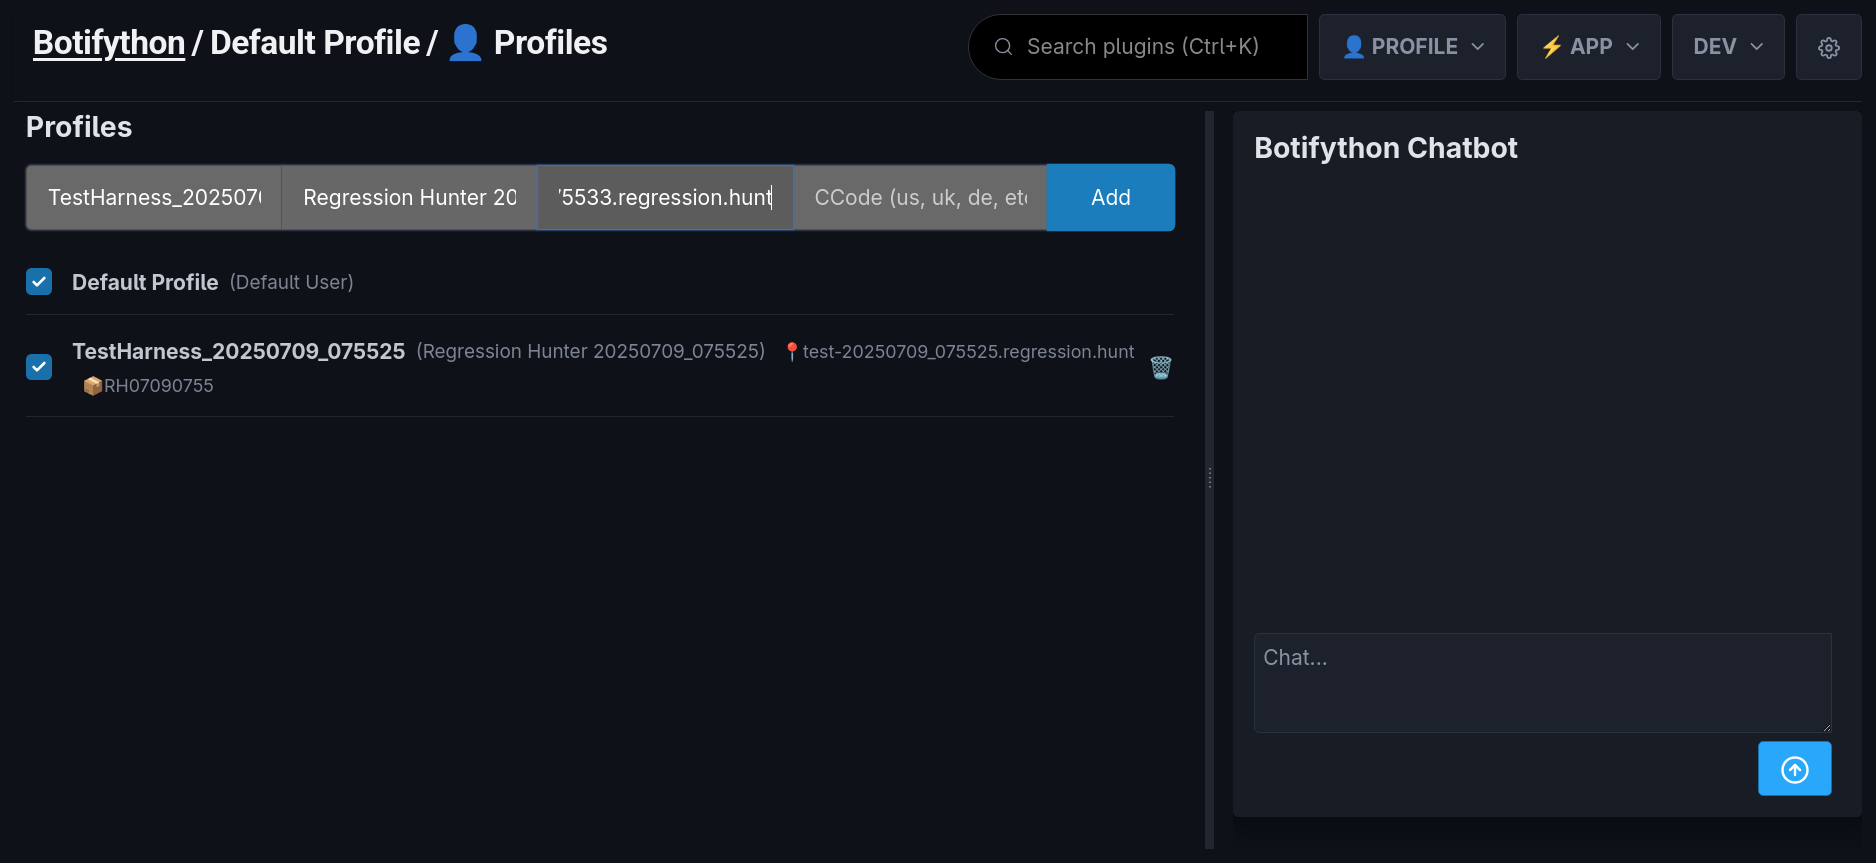 Botifython / Default Profile / 👤 Profiles
Search plugins (Ctrl+K)
👤 PROFILE
⚡ APP
DEV
Profiles
TestHarness_202507
Regression Hunter 20
5533.regression.hunt
CCode (us, uk, de, etc
Add
Default Profile (Default User)
TestHarness_20250709_075525 (Regression Hunter 20250709_075525) 📍test-20250709_075525.regression.hunt 🗑️
📦RH07090755
Botifython Chatbot
Chat...